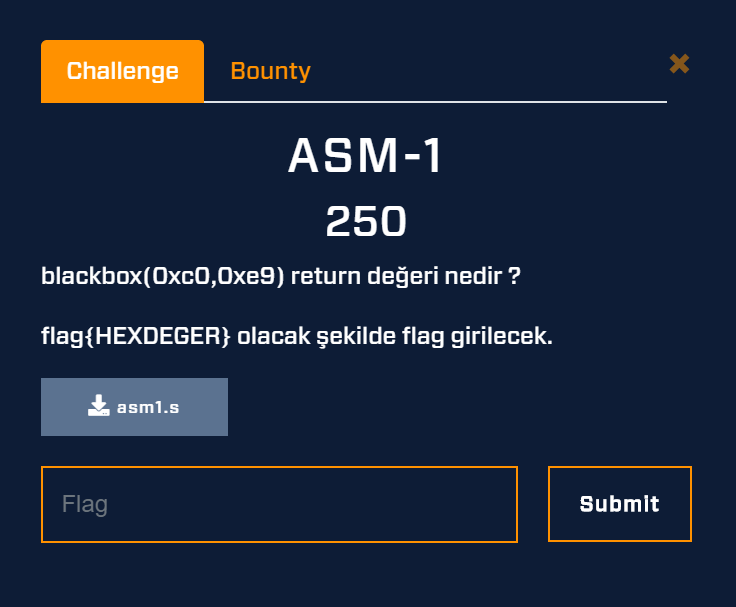 Challenge
Bounty
ASM-1
250
blackbox(0xc0,0xe9) return değeri nedir ?
flag{HEXDEGER} olacak şekilde flag girilecek.
asm1.s
Flag
Submit